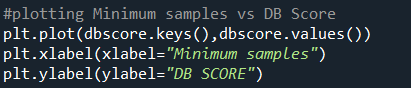 #plotting Minimum samples vs DB Score
plt.plot(dbscore.keys(),dbscore.values())
plt.xlabel(xlabel="Minimum samples")
plt.ylabel(ylabel="DB SCORE")